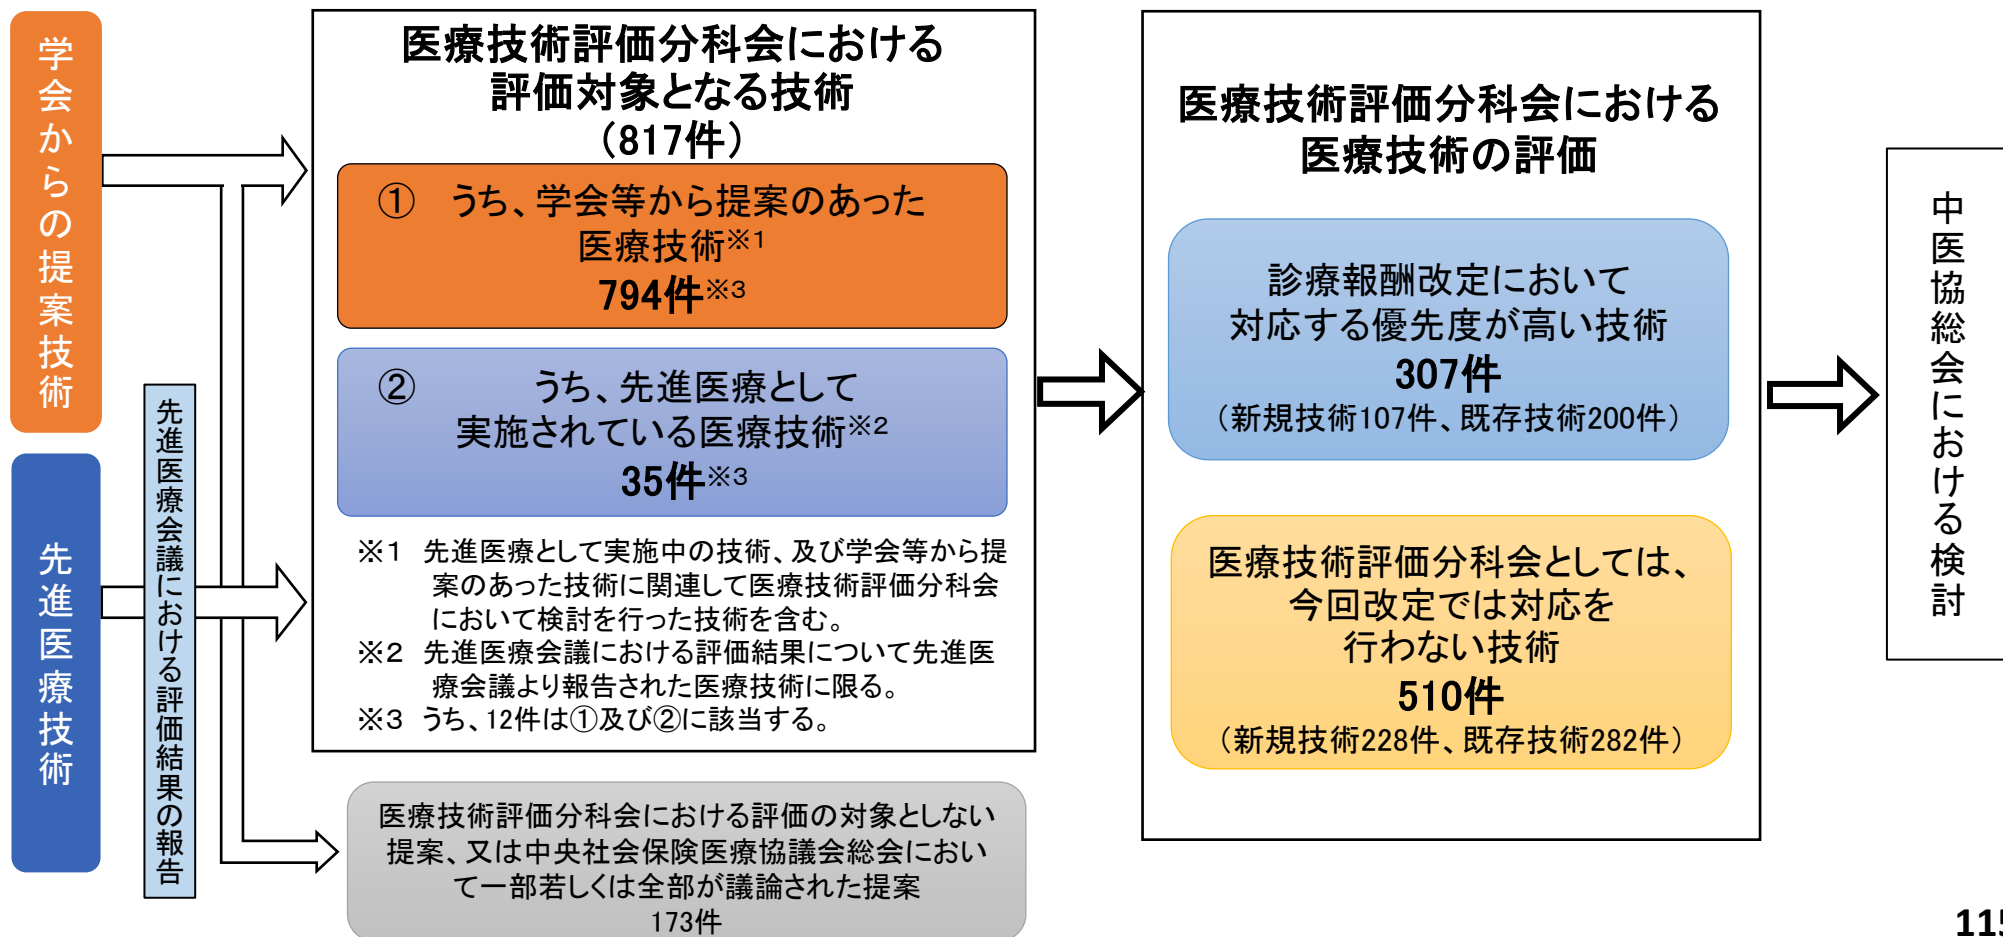 学会からの提案技術
先進医療技術
先進医療会議における評価結果の報告
医療技術評価分科会における
評価対象となる技術
（817件）
① うち、学会等から提案のあった
医療技術※1
794件※3
② うち、先進医療として
実施されている医療技術※2
35件※3
※1 先進医療として実施中の技術、及び学会等から提
案のあった技術に関連して医療技術評価分科会
において検討を行った技術を含む。
※2 先進医療会議における評価結果について先進医
療会議より報告された医療技術に限る。
※3 うち、12件は①及び②に該当する。
医療技術評価分科会における評価の対象としない
提案、又は中央社会保険医療協議会総会におい
て一部若しくは全部が議論された提案
173件
医療技術評価分科会における
医療技術の評価
診療報酬改定において
対応する優先度が高い技術
307件
（新規技術107件、既存技術200件）
医療技術評価分科会としては、
今回改定では対応を
行わない技術
510件
（新規技術228件、既存技術282件）
中医協総会における検討
115